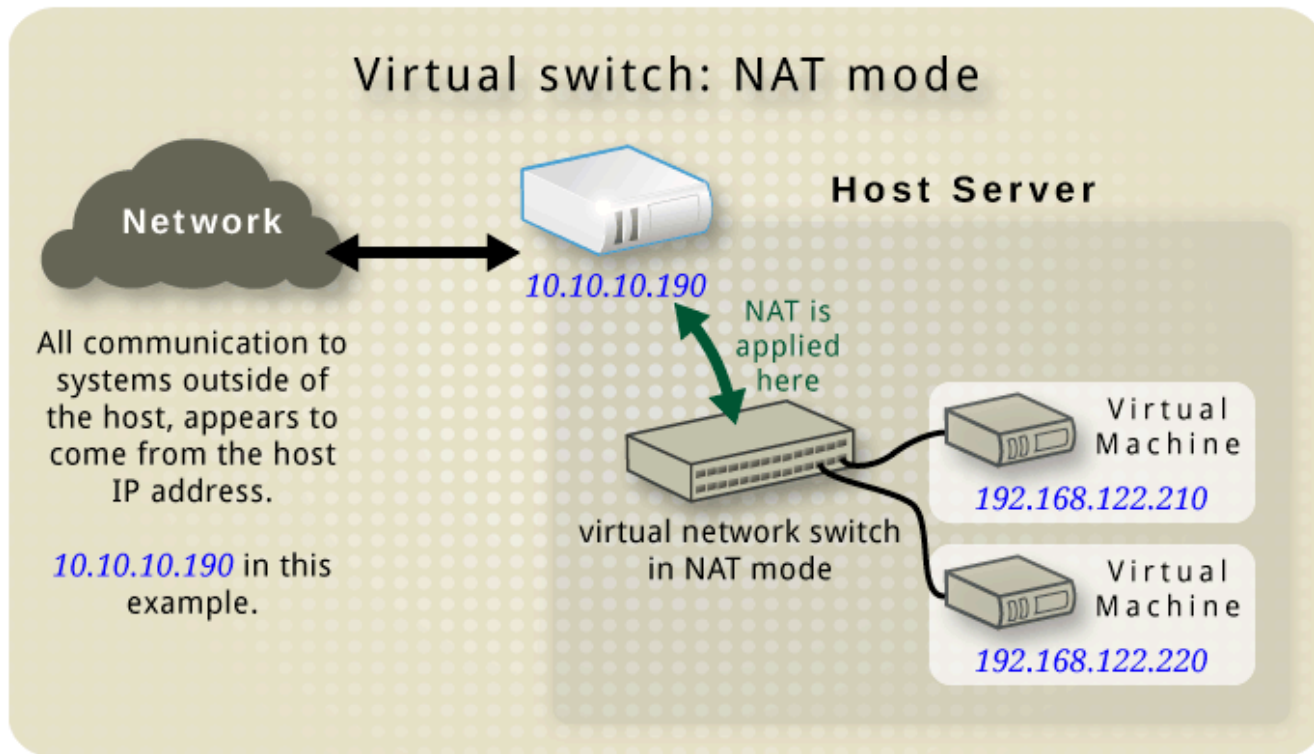 Virtual switch: NAT mode
Network
Host Server
10.10.10.190
All communication to
systems outside of
the host, appears to
come from the host
IP address.
10.10.10.190 in this
example.
NAT is
applied
here
virtual network switch
in NAT mode
Virtual
Machine
192.168.122.210
Virtual
Machine
192.168.122.220